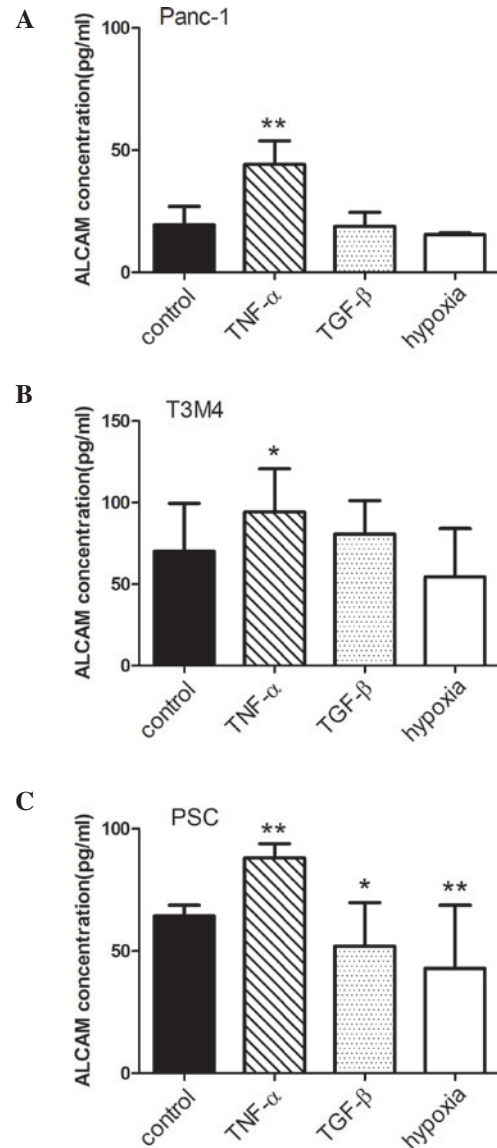 A
Panc-1
ALCAM concentration(pg/ml)
100
50
0
**
control
TNF-α
TGF-β
hypoxia
B
T3M4
ALCAM concentration(pg/ml)
150
100
50
0
*
control
TNF-α
TGF-β
hypoxia
C
PSC
ALCAM concentration(pg/ml)
100
50
0
**
*
**
control
TNF-α
TGF-β
hypoxia